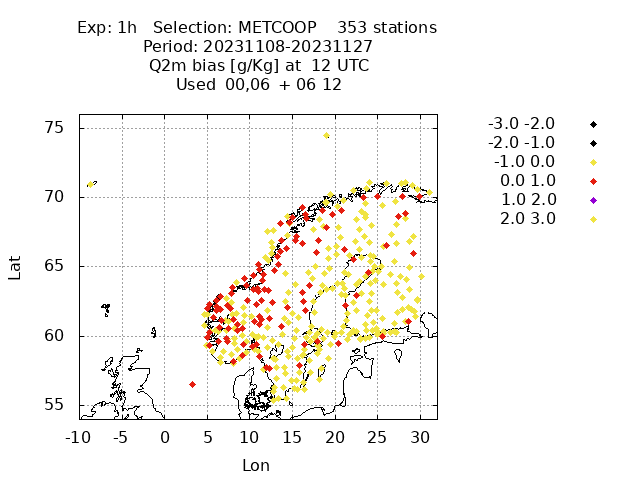 Exp: 1h   Selection: METCOOP    353 stations
Period: 20231108-20231127
Q2m bias [g/Kg] at  12 UTC
Used  00,06  + 06 12
-3.0 -2.0
-2.0 -1.0
-1.0 0.0
0.0 1.0
1.0 2.0
2.0 3.0
75
70
65
60
55
Lat
-10 -5 0 5 10 15 20 25 30
Lon